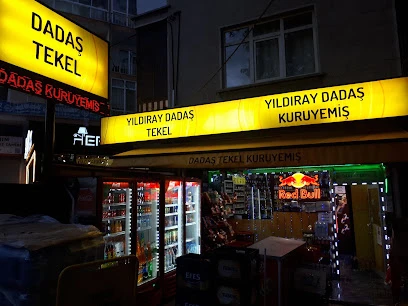 DADAŞ
TEKEL
DADAŞ KURUYEMİŞ
YILDIRAY DADAŞ
TEKEL
YILDIRAY DADAŞ
KURUYEMİŞ
DADAŞ TEKEL KURUYEMİŞ
Red Bull